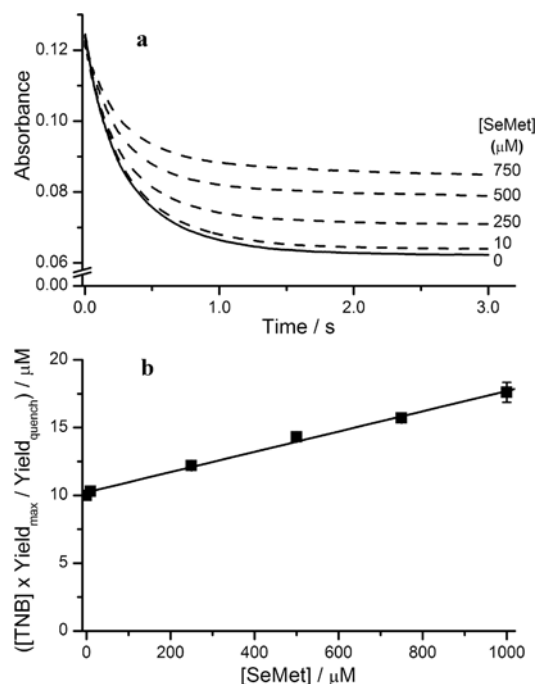 a
0.12
0.10
0.08
0.06
0.00
Absorbance
[SeMet]
(μM)
750
500
250
10
0
0.0 1.0 2.0 3.0
Time / s
b
20
15
10
5
0
([TNB] x Yieldmax / Yieldquench) / μM
0 200 400 600 800 1000
[SeMet] / μM